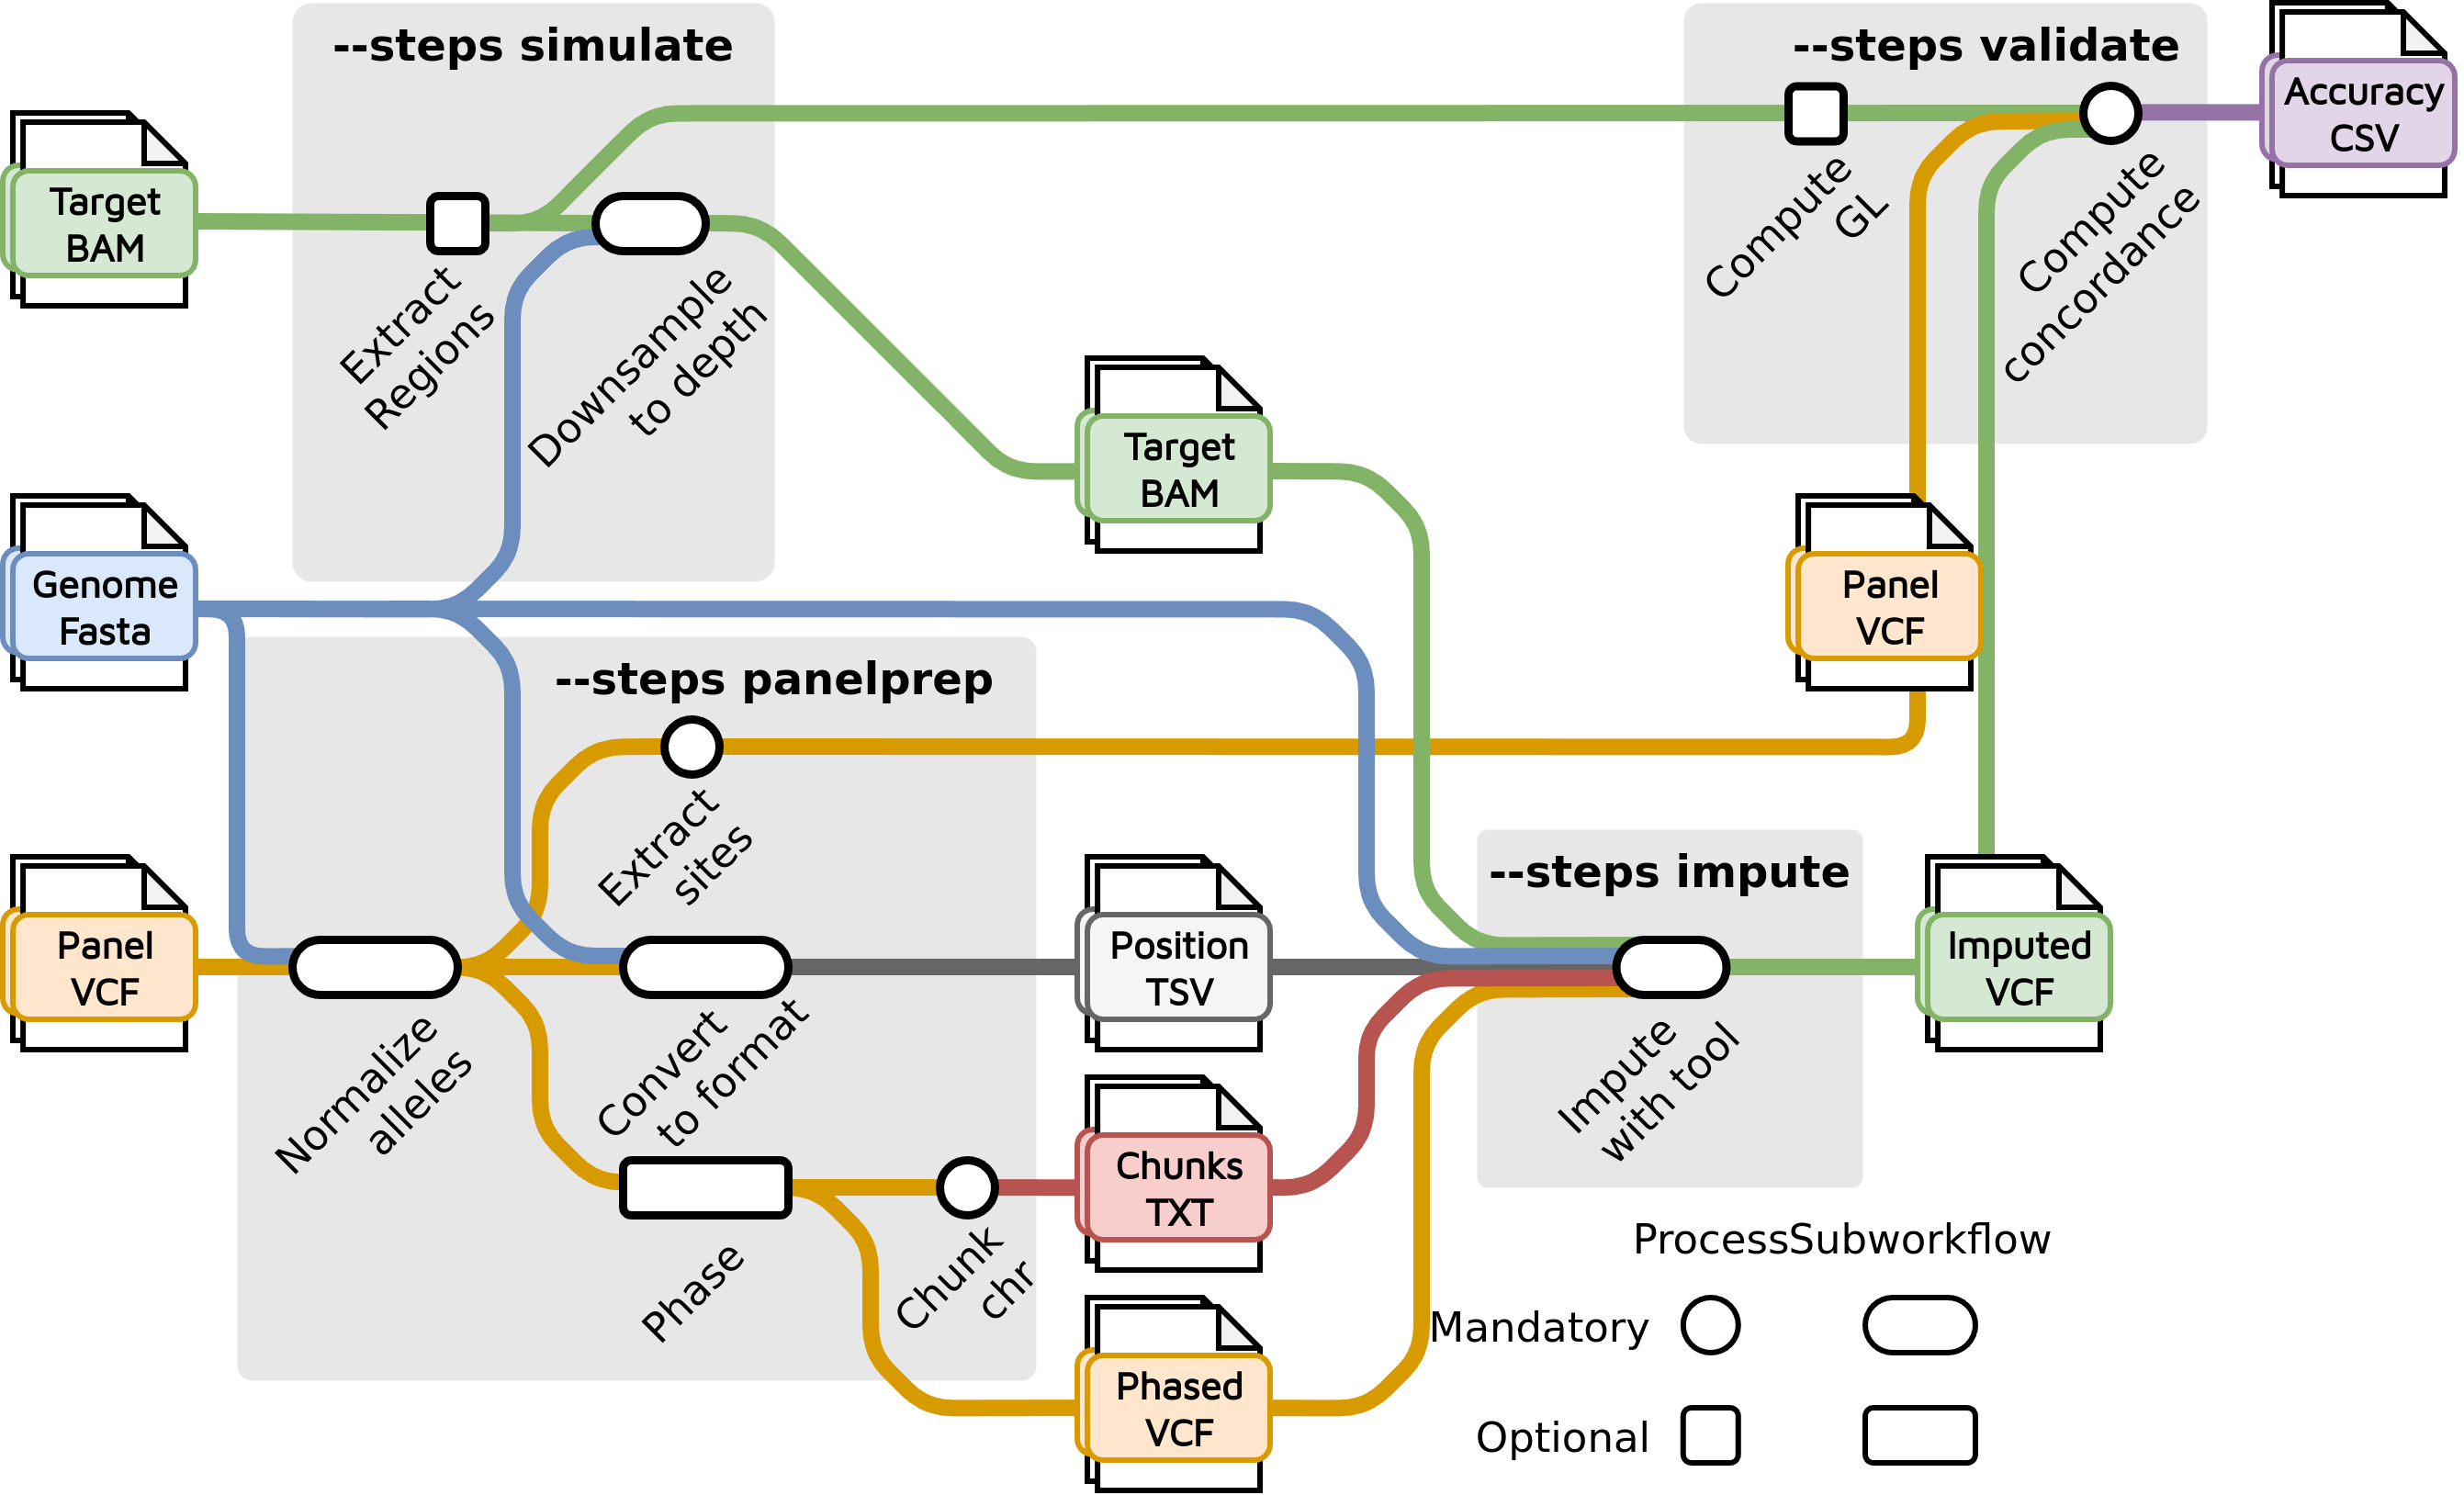 --steps simulate
--steps validate
Accuracy
CSV
Target
BAM
Extract
Regions
Downsample
to depth
Compute
GL
Compute
concordance
Target
BAM
Genome
Fasta
Panel
VCF
--steps panelprep
Extract
sites
--steps impute
Panel
VCF
Normalize
alleles
Convert
to format
Position
TSV
Impute
with tool
Imputed
VCF
Phase
Chunk
chr
Chunks
TXT
Phased
VCF
Process Subworkflow
Mandatory
Optional